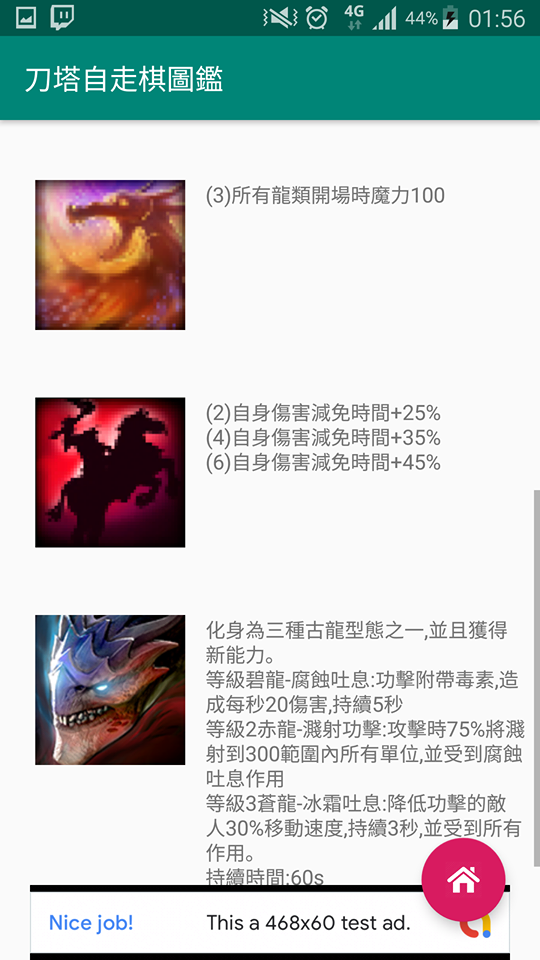 4G 44% 01:56
刀塔自走棋圖鑑
(3)所有龍類開場時魔力100
(2)自身傷害減免時間+25%
(4)自身傷害減免時間+35%
(6)自身傷害減免時間+45%
化身為三種古龍型態之一,並且獲得
新能力。
等級碧龍-腐蝕吐息:功擊附帶毒素,造
成每秒20傷害,持續5秒
等級2赤龍-濺射功擊:攻擊時75%將濺
射到300範圍內所有單位,並受到腐蝕
吐息作用
等級3蒼龍-冰霜吐息:降低功擊的敵
人30%移動速度,持續3秒,並受到所有
作用。
持續時間:60s
Nice job! This a 468x60 test ad.